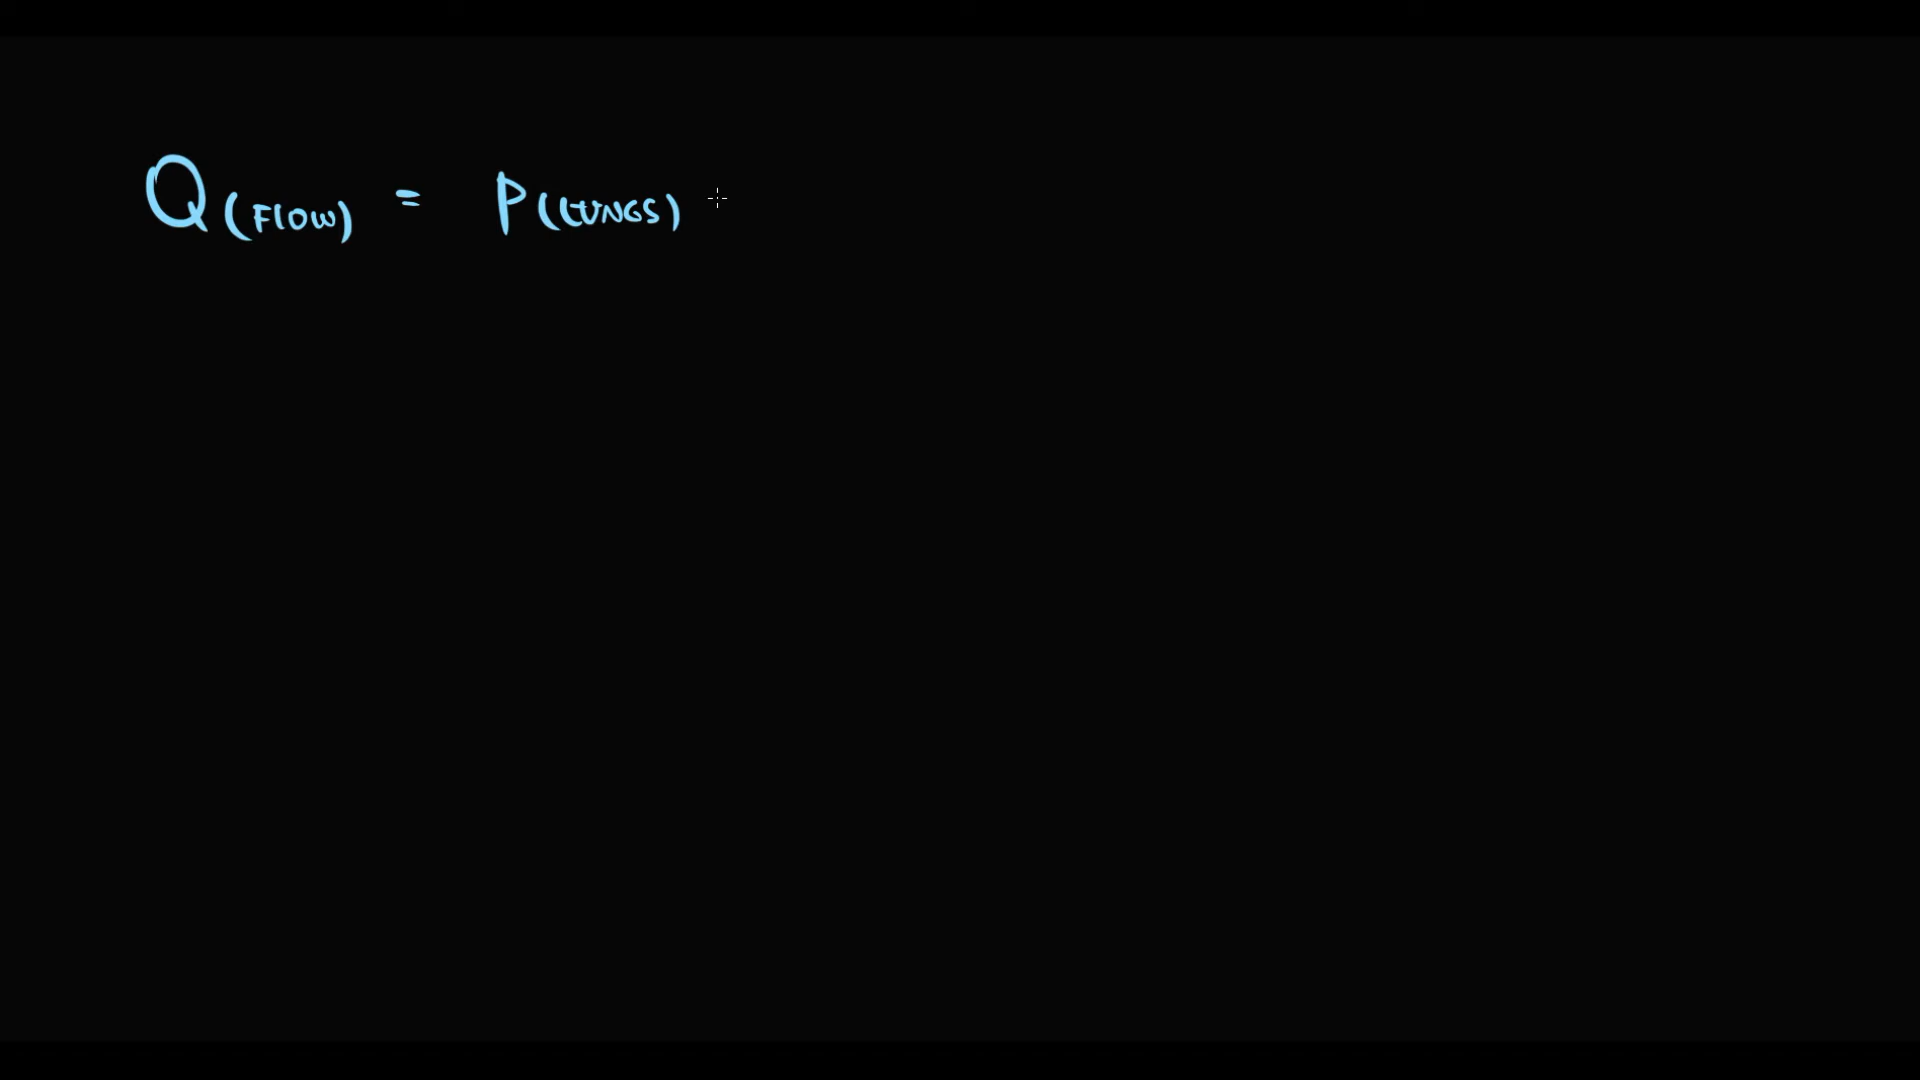 Q (FLOW) = P (LUNGS)